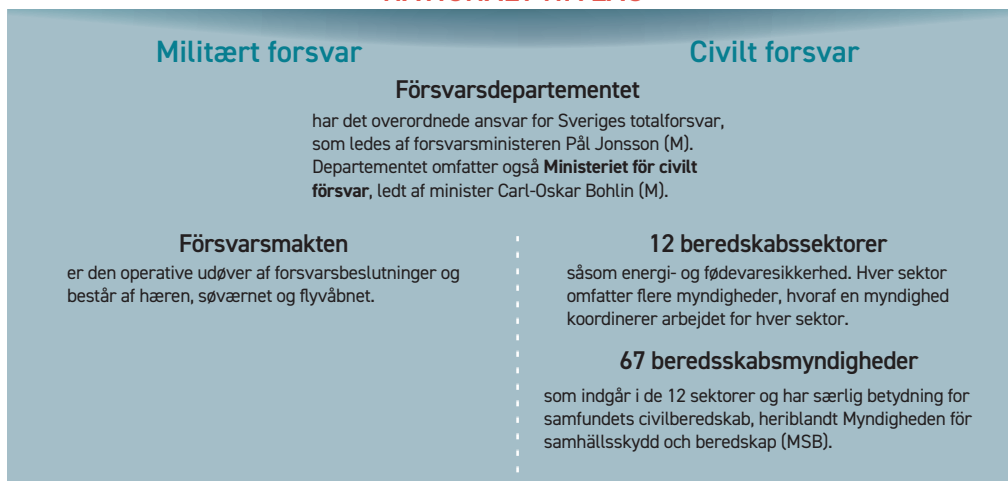 Militært forsvar
Civilt forsvar
Försvarsdepartementet
har det overordnede ansvar for Sveriges totalforsvar,
som ledes af forsvarsministeren Pål Jonsson (M).
Departementet omfatter også Ministeriet för civilt
försvar, ledt af minister Carl-Oskar Bohlin (M).
Försvarsmakten
er den operative udøver af forsvarsbeslutninger og
består af hæren, søværnet og flyvåbnet.
12 beredskabssektorer
såsom energi- og fødevaresikkerhed. Hver sektor
omfatter flere myndigheder, hvoraf en myndighed
koordinerer arbejdet for hver sektor.
67 beredsskabsmyndigheder
som indgår i de 12 sektorer og har særlig betydning for
samfundets civilberedskab, heriblandt Myndigheden för
samhällsskydd och beredskap (MSB).